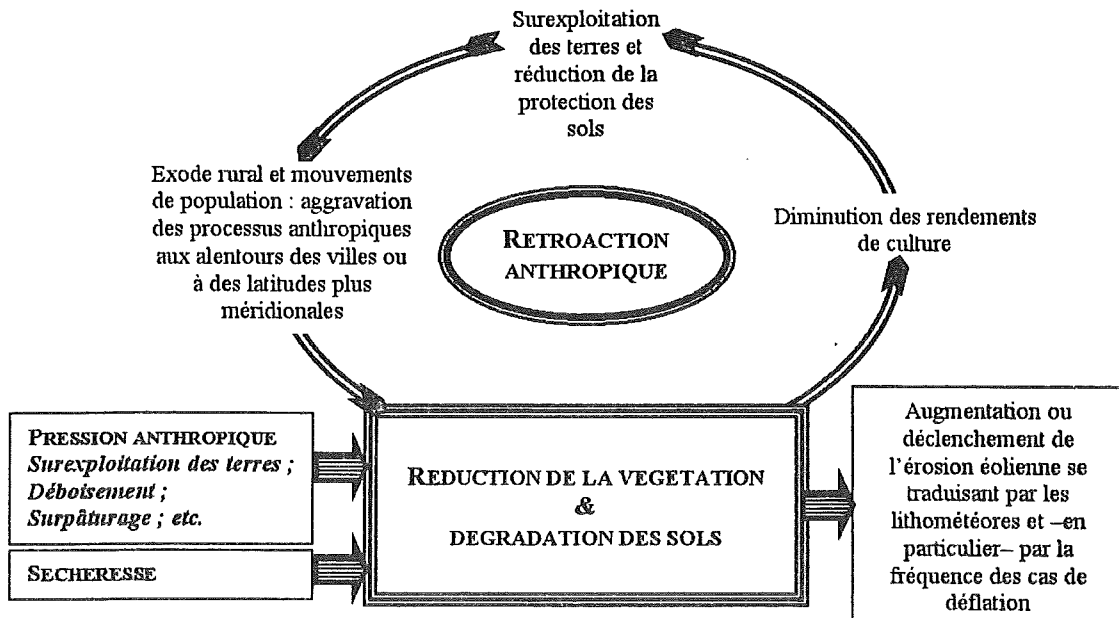 Surexploitation
des terres et
réduction de la
protection des
sols
Exode rural et mouvements
de population : aggravation
des processus anthropiques
aux alentours des villes ou
à des latitudes plus
méridionales
RETROACTION
ANTHROPIQUE
Diminution des rendements
de culture
PRESSION ANTHROPIQUE
Surexploitation des terres ;
Déboisement ;
Surpâturage ; etc.
SECHERESSE
REDUCTION DE LA VEGETATION
&
DEGRADATION DES SOLS
Augmentation ou
déclenchement de
l'érosion éolienne se
traduisant par les
lithométéores et –en
particulier– par la
fréquence des cas de
déflation